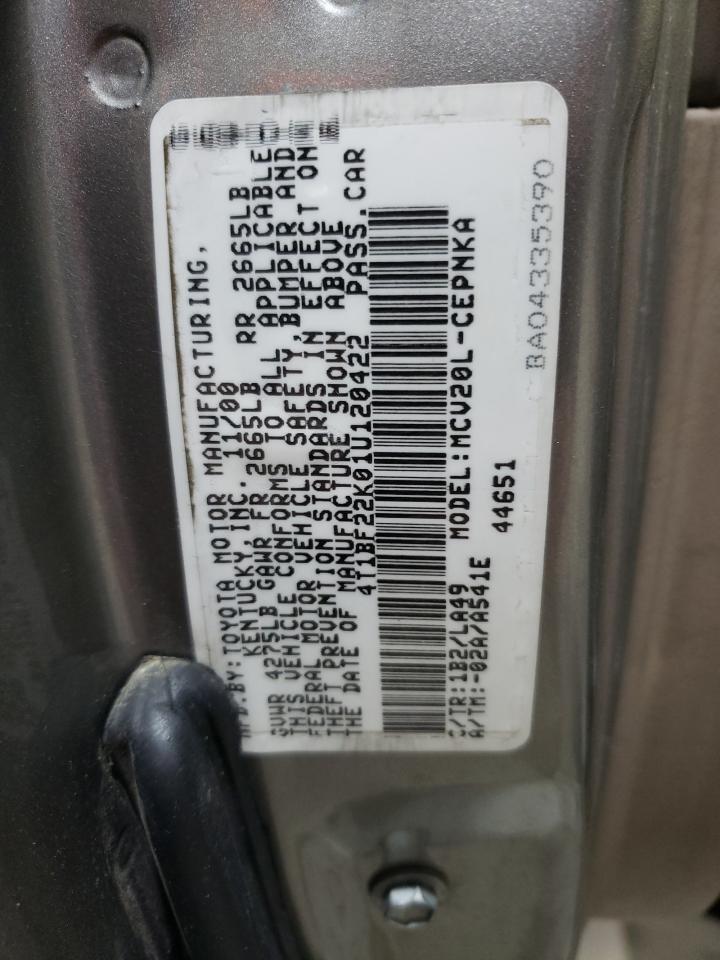 MFD.BY:TOYOTA MOTOR MANUFACTURING,
KENTUCKY,INC. 11/00
GVWR 4275LB GAWR FR 2665LB RR 2665LB
THIS VEHICLE CONFORMS TO ALL APPLICABLE
FEDERAL MOTOR VEHICLE SAFETY,BUMPER AND
THEFT PREVENTION STANDARDS IN EFFECT ON
THE DATE OF MANUFACTURE SHOWN ABOVE
4T1BF22K01U120422 PASS.CAR
MODEL:MCV20L-CEPNKA
C/TR:1B2/LA49
A/TM:-02A/A541E 44651
BA04335390